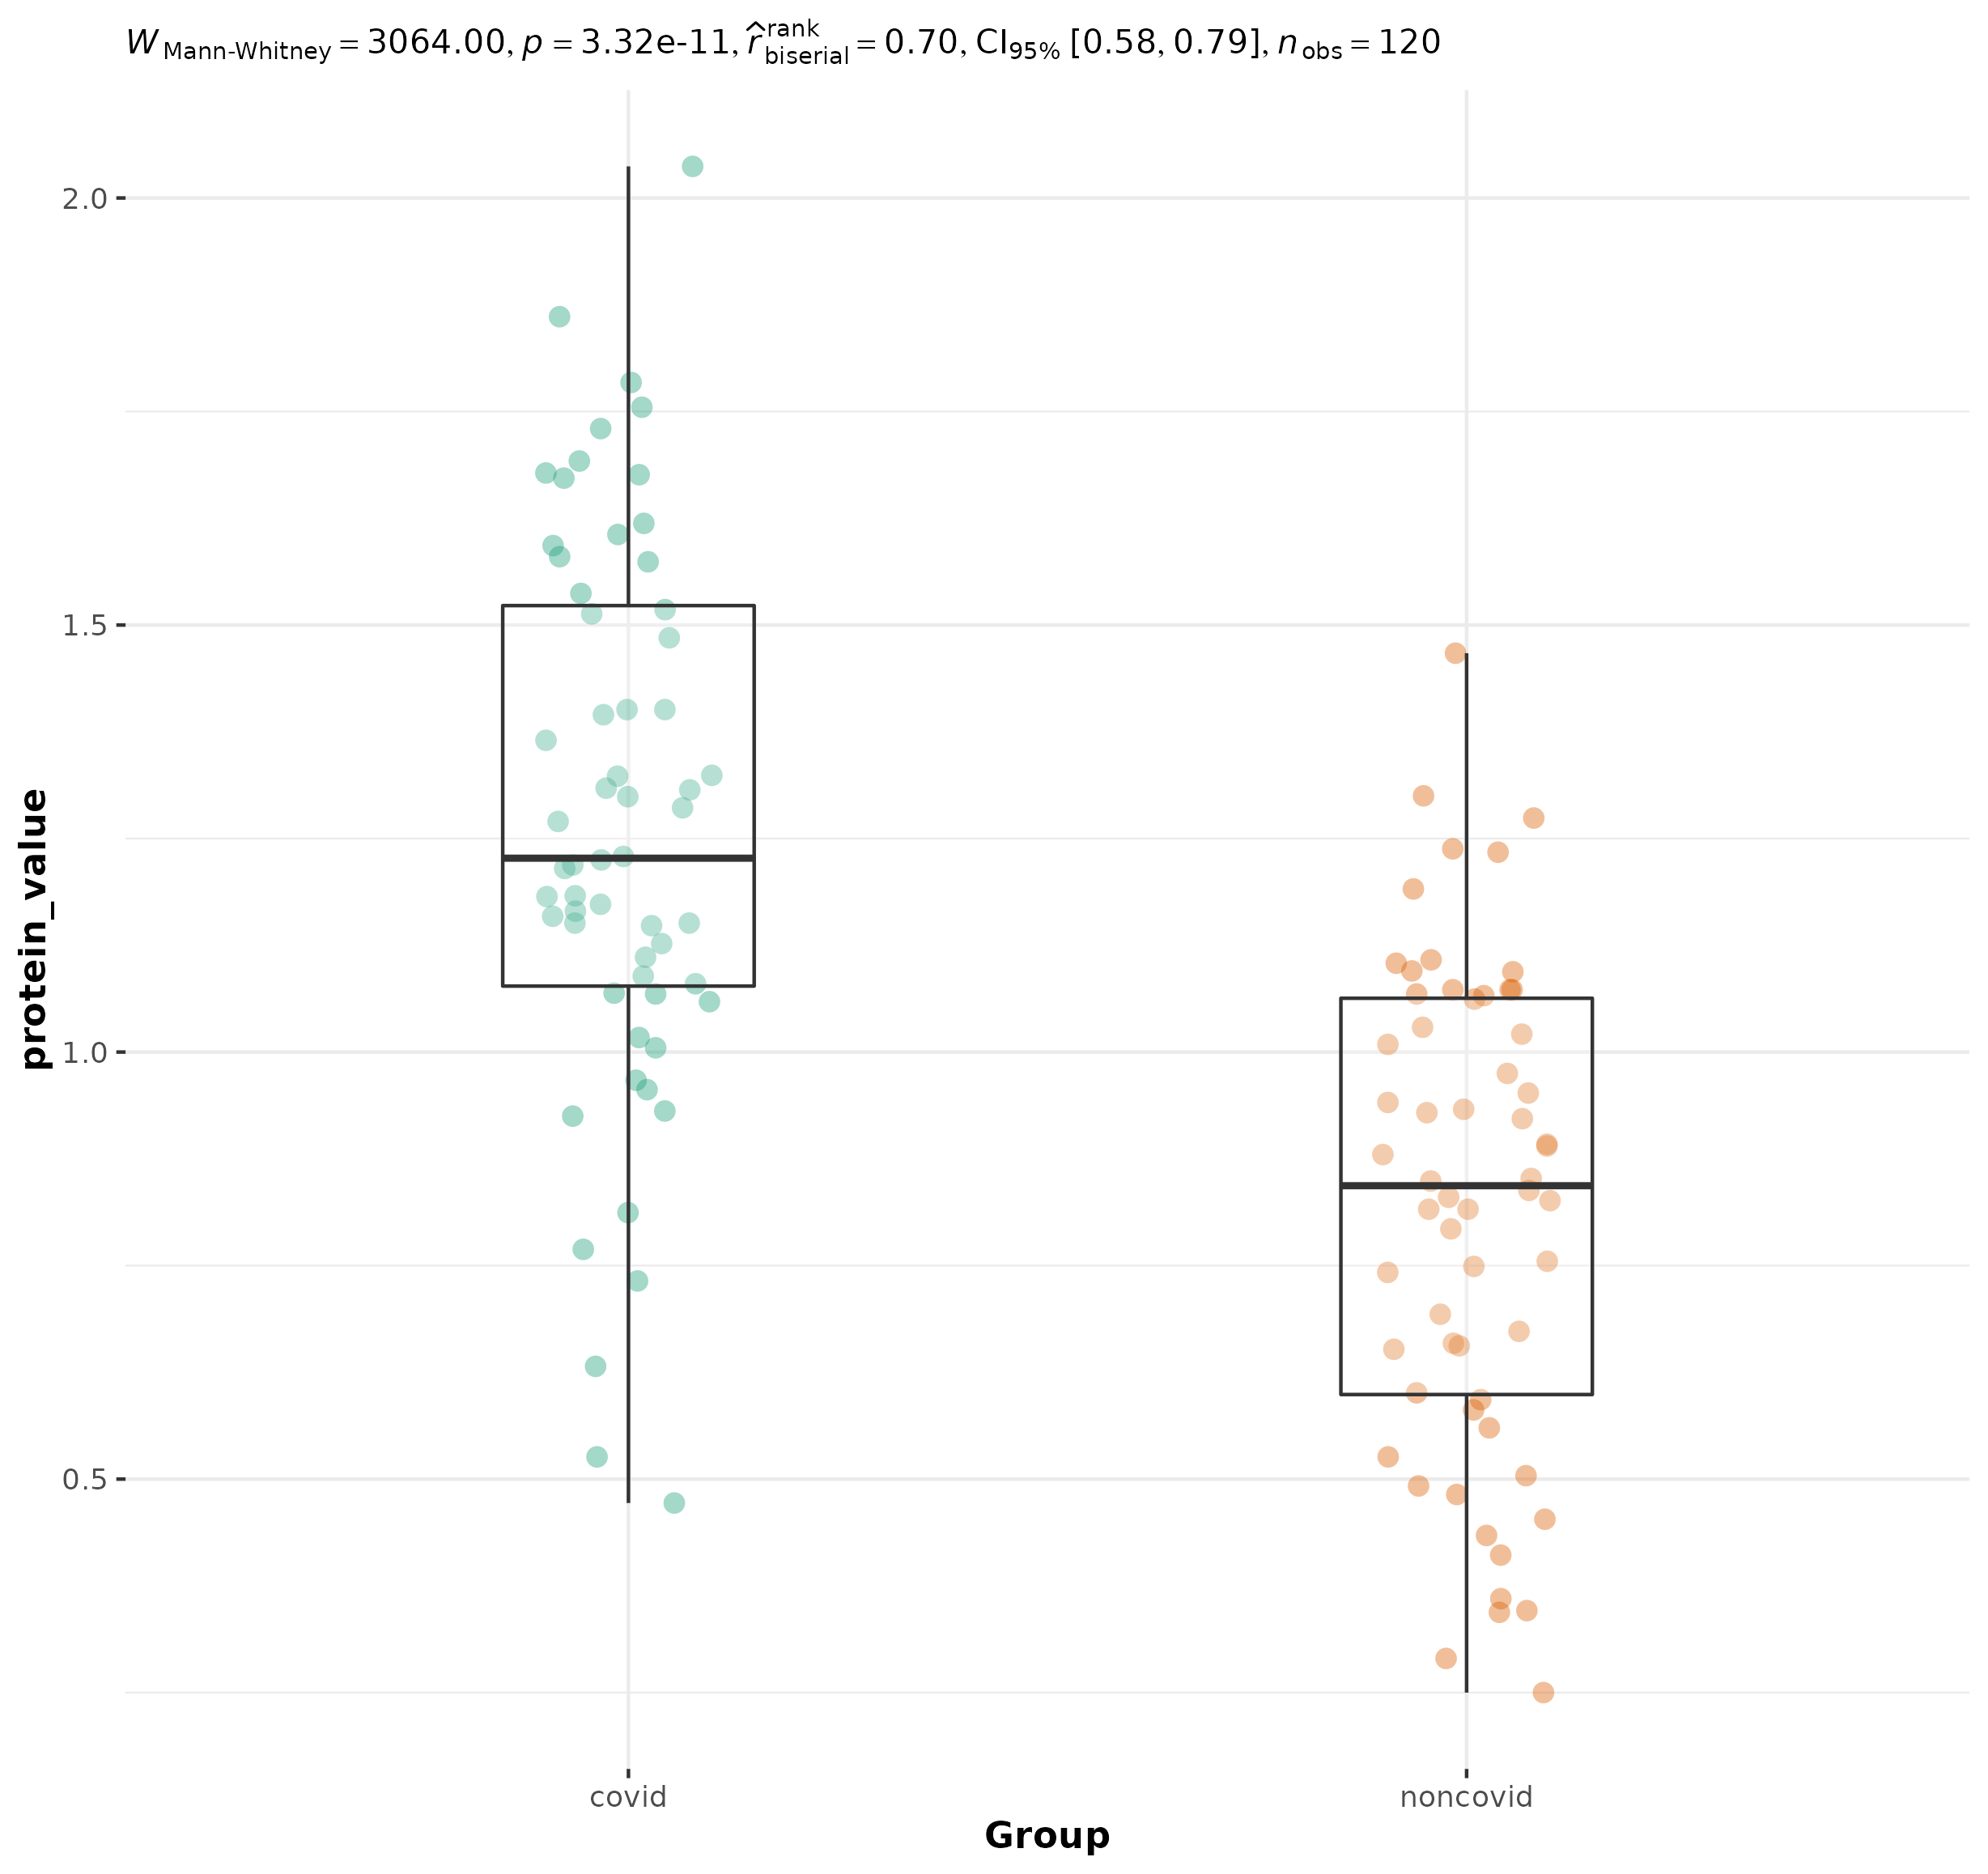 W Mann-Whitney = 3064.00, p = 3.32e-11, r̂ rank biserial = 0.70, CI95% [0.58, 0.79], nobs = 120
2.0
1.5
1.0
0.5
protein_value
covid noncovid
Group